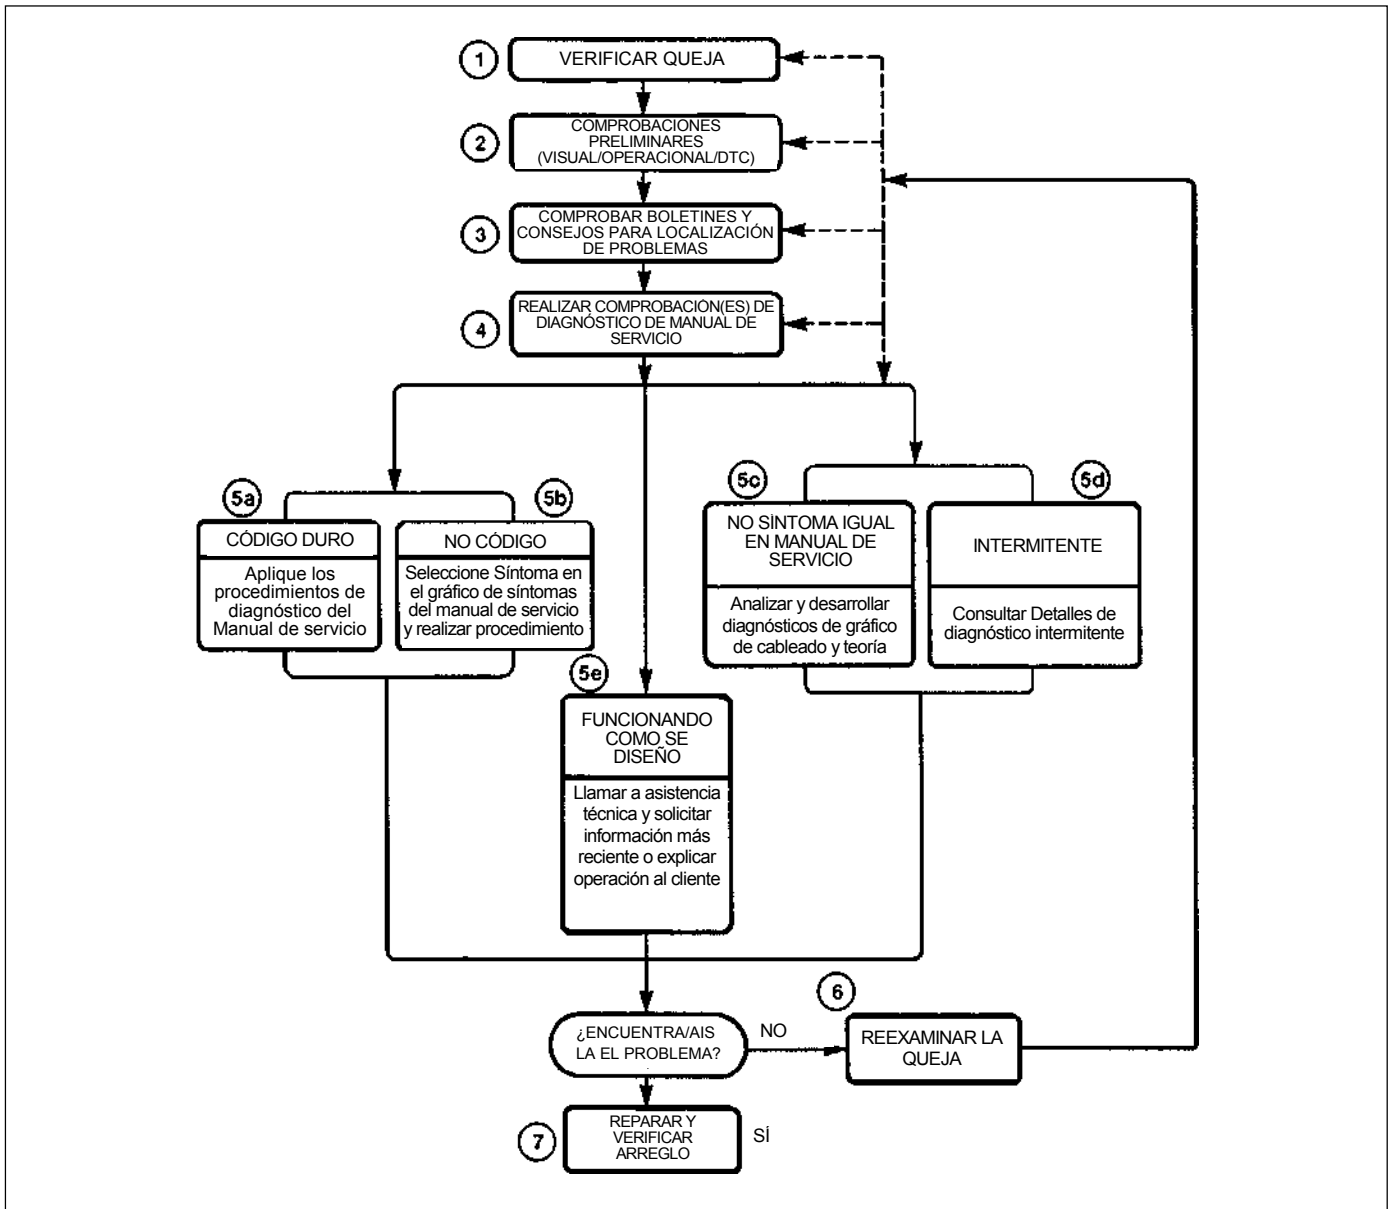 1
VERIFICAR QUEJA
2
COMPROBACIONES
PRELIMINARES
(VISUAL/OPERACIONAL/DTC)
3
COMPROBAR BOLETINES Y
CONSEJOS PARA LOCALIZACIÓN
DE PROBLEMAS
4
REALIZAR COMPROBACIÓN(ES) DE
DIAGNÓSTICO DE MANUAL DE
SERVICIO
5a
CÓDIGO DURO
Aplique los
procedimientos de
diagnóstico del
Manual de servicio
5b
NO CÓDIGO
Seleccione Síntoma en
el gráfico de síntomas
del manual de servicio
y realizar procedimiento
5c
NO SÍNTOMA IGUAL
EN MANUAL DE
SERVICIO
Analizar y desarrollar
diagnósticos de gráfico
de cableado y teoría
5d
INTERMITENTE
Consultar Detalles de
diagnóstico intermitente
5e
FUNCIONANDO
COMO SE
DISEÑO
Llamar a asistencia
técnica y solicitar
información más
reciente o explicar
operación al cliente
¿ENCUENTRA/AIS
LA EL PROBLEMA?
NO
6
REEXAMINAR LA
QUEJA
7
REPARAR Y
VERIFICAR
ARREGLO
SÍ